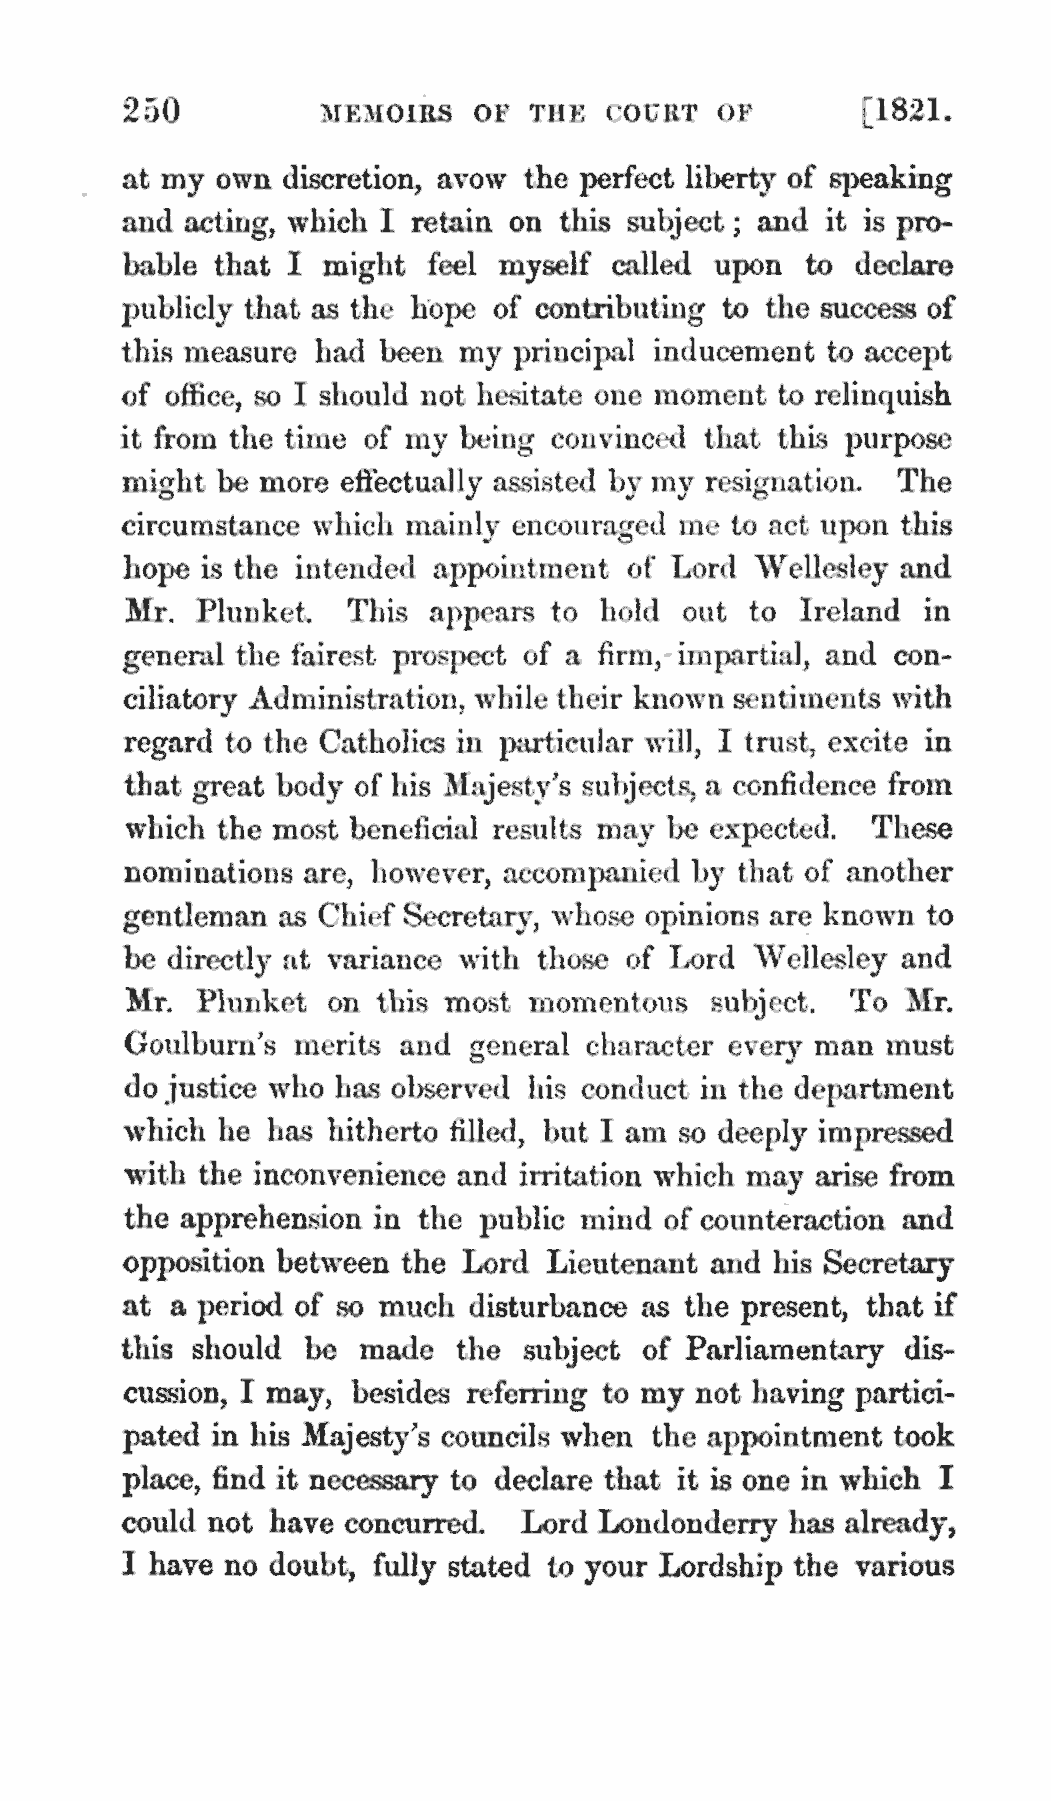 250 MEMOIRS OF THE COURT OF [1821.
at my own discretion, avow the perfect liberty of speaking
and acting, which I retain on this subject; and it is pro-
bable that I might feel myself called upon to declare
publicly that as the hope of contributing to the success of
this measure had been my principal inducement to accept
of office, so I should not hesitate one moment to relinquish
it from the time of my being convinced that this purpose
might be more effectually assisted by my resignation. The
circumstance which mainly encouraged me to act upon this
hope is the intended appointment of Lord Wellesley and
Mr. Plunket. This appears to hold out to Ireland in
general the fairest prospect of a firm, impartial, and con-
ciliatory Administration, while their known sentiments with
regard to the Catholics in particular will, I trust, excite in
that great body of his Majesty's subjects, a confidence from
which the most beneficial results may be expected. These
nominations are, however, accompanied by that of another
gentleman as Chief Secretary, whose opinions are known to
be directly at variance with those of Lord Wellesley and
Mr. Plunket on this most momentous subject. To Mr.
Goulburn's merits and general character every man must
do justice who has observed his conduct in the department
which he has hitherto filled, but I am so deeply impressed
with the inconvenience and irritation which may arise from
the apprehension in the public mind of counteraction and
opposition between the Lord Lieutenant and his Secretary
at a period of so much disturbance as the present, that if
this should be made the subject of Parliamentary dis-
cussion, I may, besides referring to my not having partici-
pated in his Majesty's councils when the appointment took
place, find it necessary to declare that it is one in which I
could not have concurred. Lord Londonderry has already,
I have no doubt, fully stated to your Lordship the various